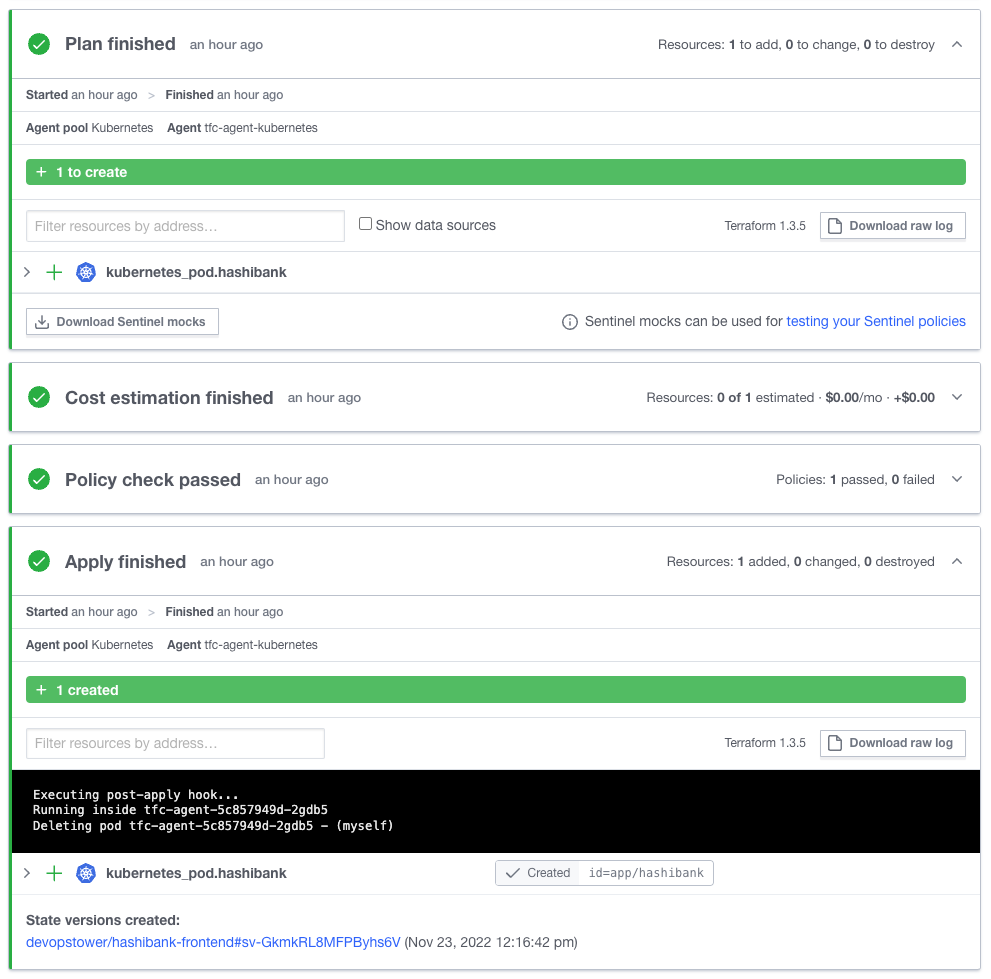 Plan finished an hour ago Resources: 1 to add, 0 to change, 0 to destroy
Started an hour ago > Finished an hour ago
Agent pool Kubernetes Agent tfc-agent-kubernetes
+ 1 to create
Filter resources by address... Show data sources Terraform 1.3.5 Download raw log
kubernetes_pod.hashibank
Download Sentinel mocks Sentinel mocks can be used for testing your Sentinel policies
Cost estimation finished an hour ago Resources: 0 of 1 estimated · $0.00/mo · +$0.00
Policy check passed an hour ago Policies: 1 passed, 0 failed
Apply finished an hour ago Resources: 1 added, 0 changed, 0 destroyed
Started an hour ago > Finished an hour ago
Agent pool Kubernetes Agent tfc-agent-kubernetes
+ 1 created
Filter resources by address... Terraform 1.3.5 Download raw log
Executing post-apply hook...
Running inside tfc-agent-5c857949d-2gdb5
Deleting pod tfc-agent-5c857949d-2gdb5 - (myself)
kubernetes_pod.hashibank Created id=app/hashibank
State versions created:
devopstower/hashibank-frontend#sv-GkmkRL8MFPByhs6V (Nov 23, 2022 12:16:42 pm)